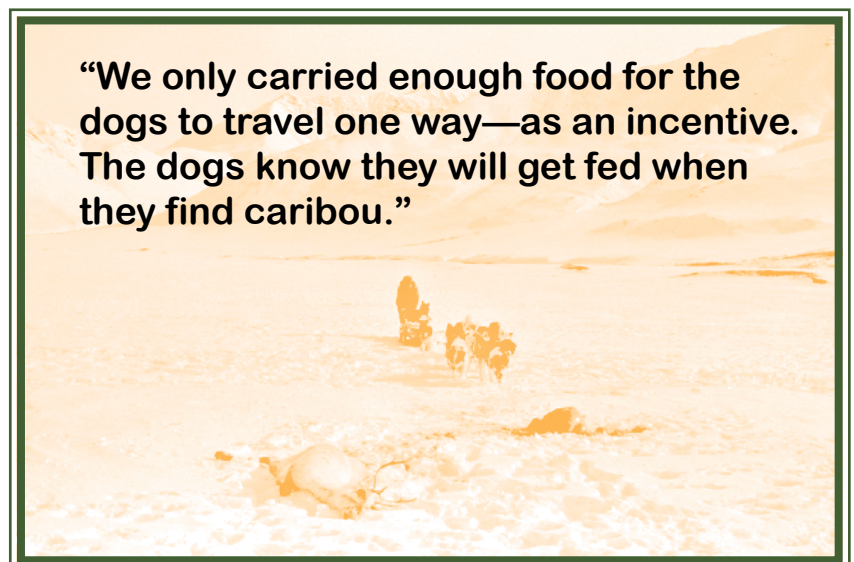 “We only carried enough food for the
dogs to travel one way—as an incentive.
The dogs know they will get fed when
they find caribou.”